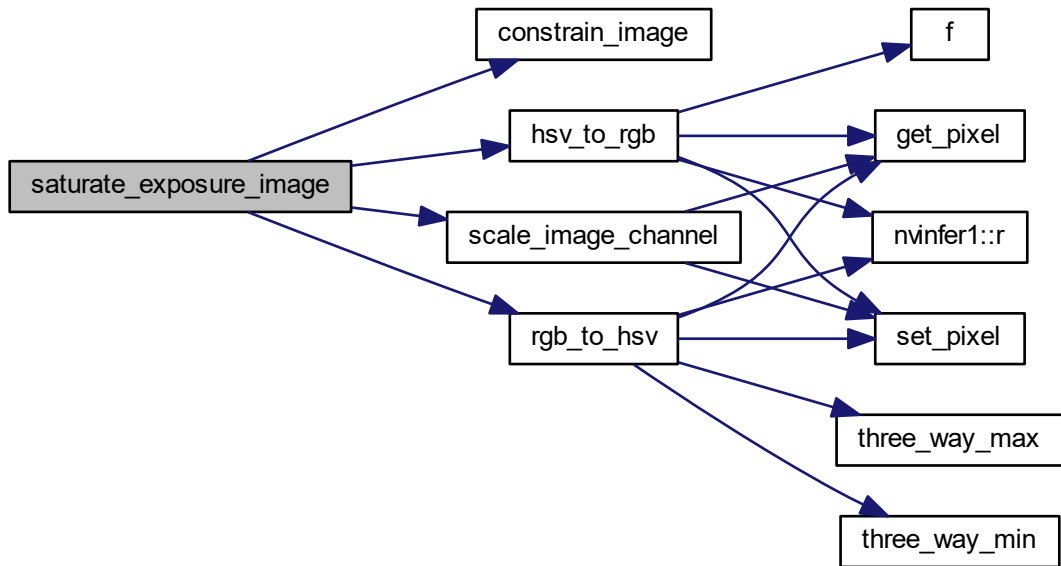 saturate_exposure_image
constrain_image
hsv_to_rgb
scale_image_channel
rgb_to_hsv
f
get_pixel
nvinfer1::r
set_pixel
three_way_max
three_way_min